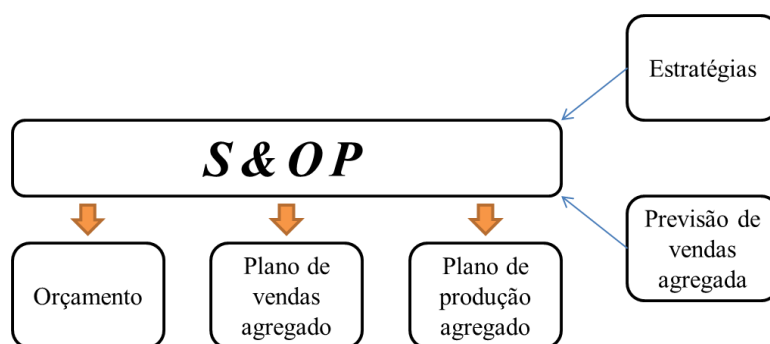 Estratégias
S & O P
Previsão de
vendas
agregada
Orçamento
Plano de
vendas
agregado
Plano de
produção
agregado